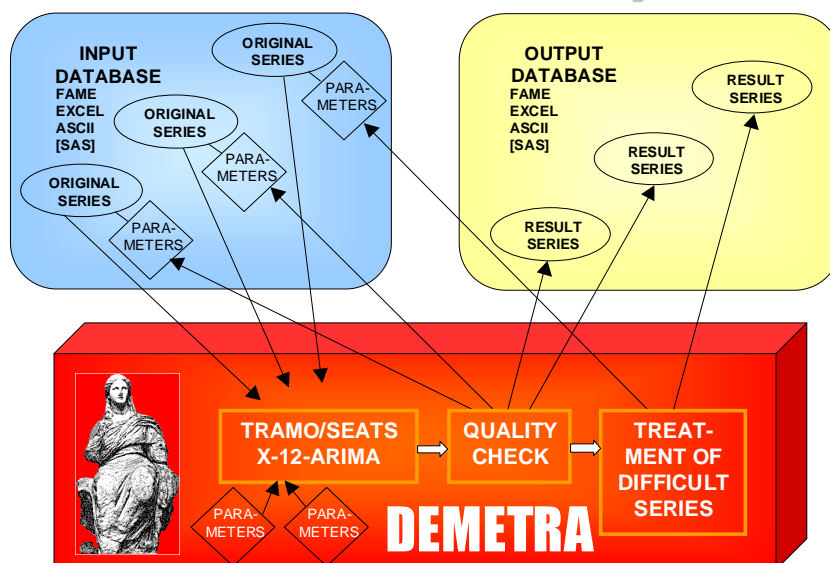 INPUT
DATABASE
FAME
EXCEL
ASCII
[SAS]
ORIGINAL
SERIES
PARA-
METERS
ORIGINAL
SERIES
PARA-
METERS
ORIGINAL
SERIES
PARA-
METERS
OUTPUT
DATABASE
FAME
EXCEL
ASCII
[SAS]
RESULT
SERIES
RESULT
SERIES
RESULT
SERIES
TRAMO/SEATS
X-12-ARIMA
QUALITY
CHECK
TREAT-
MENT OF
DIFFICULT
SERIES
PARA-
METERS
PARA-
METERS
DEMETRA